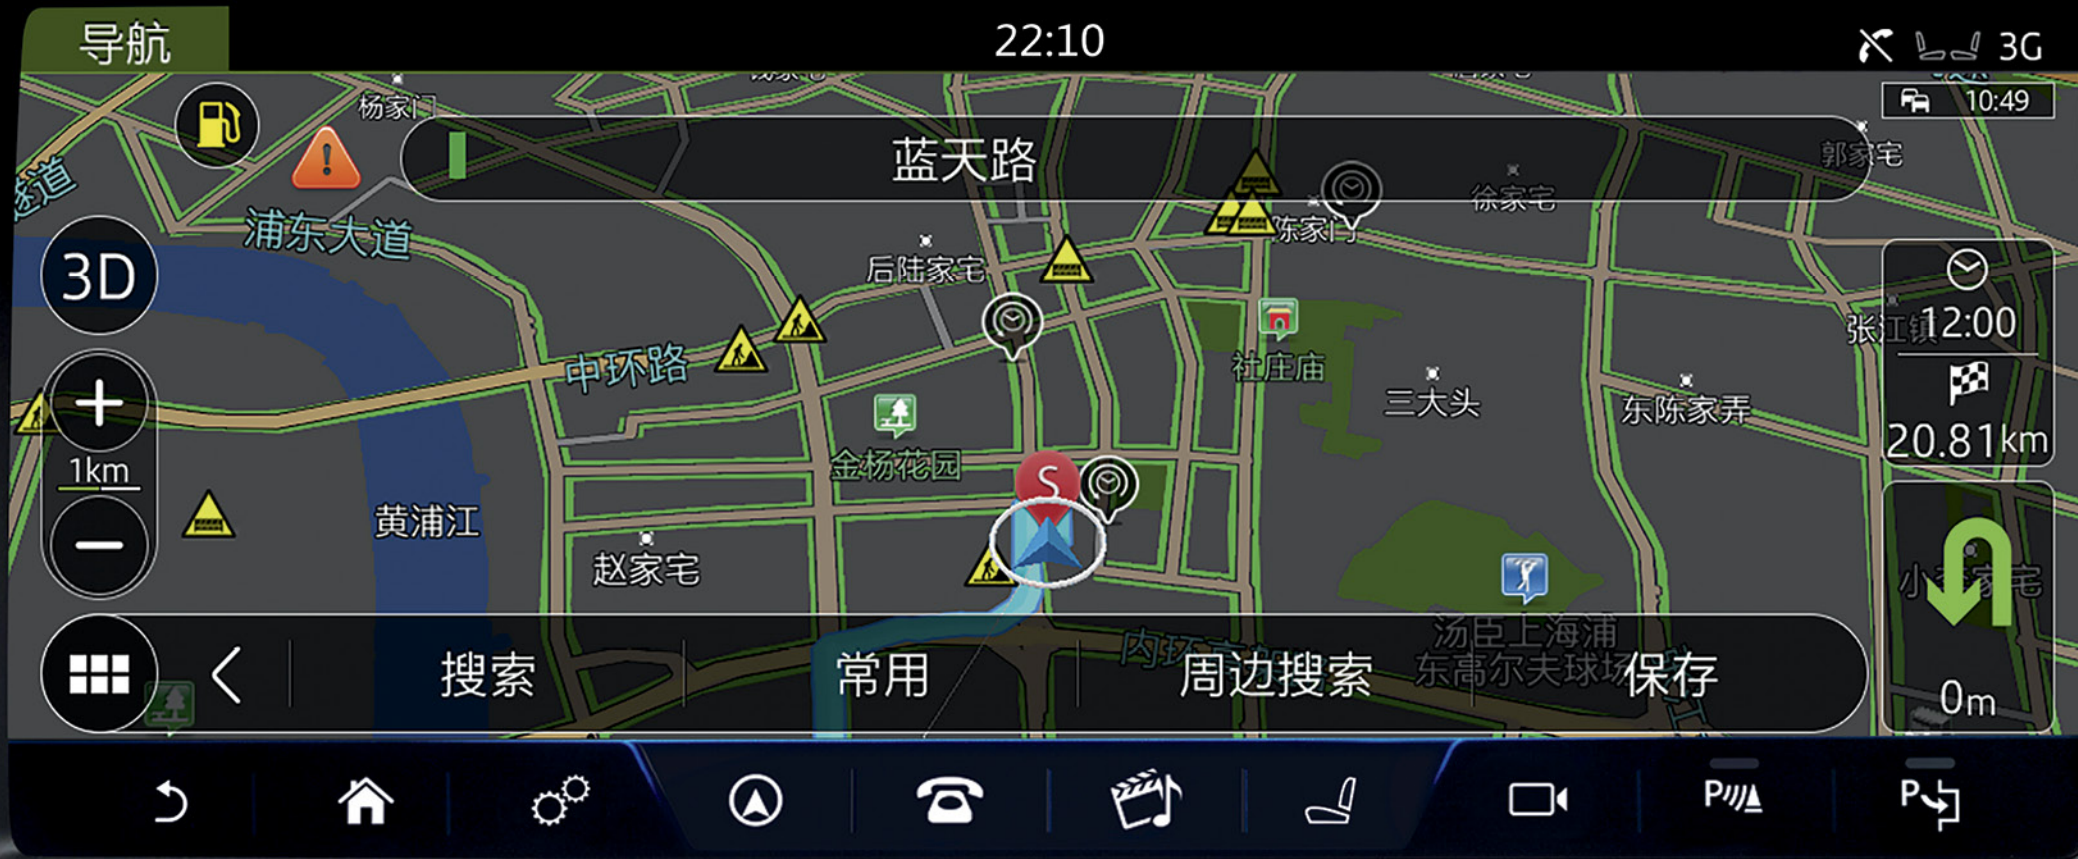 导航
22:10
3G
10:49
杨家门
蓝天路
郭家宅
徐家宅
隧道
浦东大道
陈家门
后陆家宅
3D
张江镇
12:00
中环路
社庄庙
三大头
东陈家弄
20.81km
1km
金杨花园
S
黄浦江
赵家宅
汤臣上海浦
东高尔夫球场
内环
搜索
常用
周边搜索
保存
0m
P
P